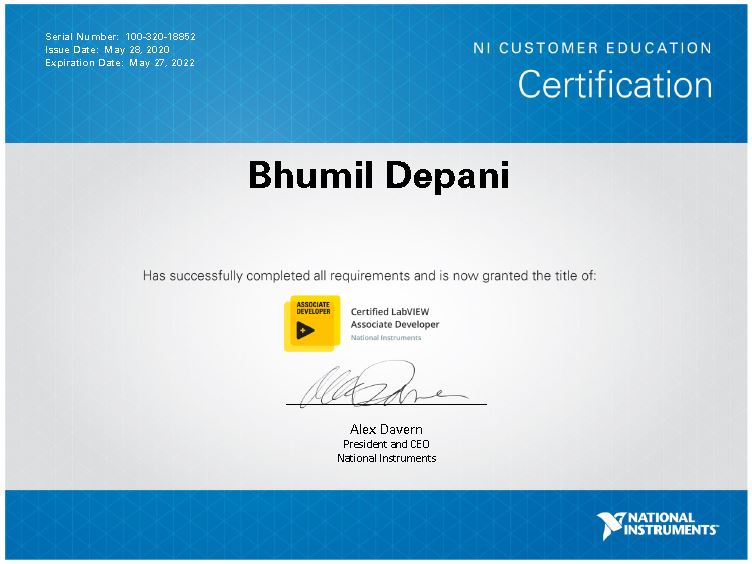 Serial Number: 100-320-18852
Issue Date: May 28, 2020
Expiration Date: May 27, 2022
NI CUSTOMER EDUCATION
Certification
Bhumil Depani
Has successfully completed all requirements and is now granted the title of:
ASSOCIATE
DEVELOPER
Certified LabVIEW
Associate Developer
National Instruments
Alex Davern
President and CEO
National Instruments
NATIONAL
INSTRUMENTS™